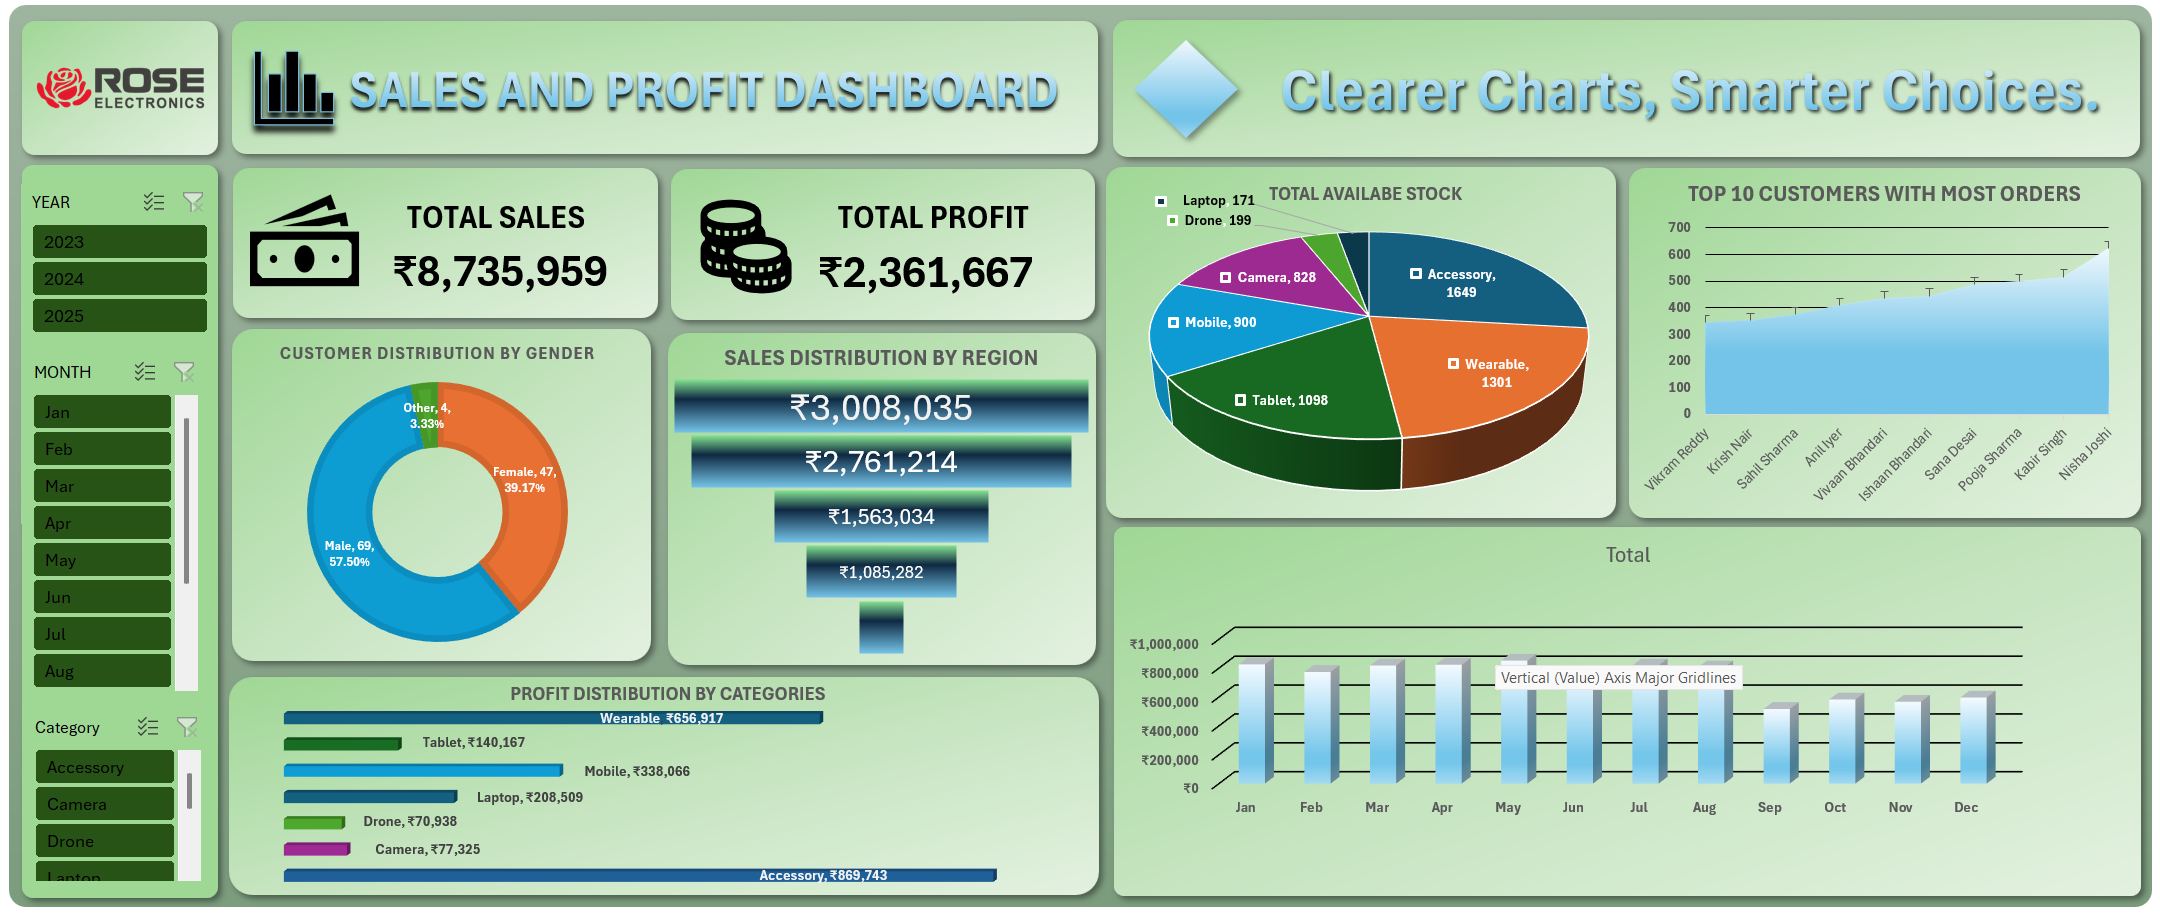 ROSE
ELECTRONICS
SALES AND PROFIT DASHBOARD
Clearer Charts, Smarter Choices.
YEAR
2023
2024
2025
MONTH
Jan
Feb
Mar
Apr
May
Jun
Jul
Aug
Category
Accessory
Camera
Drone
Laptop
TOTAL SALES
₹8,735,959
TOTAL PROFIT
₹2,361,667
CUSTOMER DISTRIBUTION BY GENDER
Other, 4,
3.33%
Female, 47,
39.17%
Male, 69,
57.50%
SALES DISTRIBUTION BY REGION
₹3,008,035
₹2,761,214
₹1,563,034
₹1,085,282
PROFIT DISTRIBUTION BY CATEGORIES
Wearable ₹656,917
Tablet, ₹140,167
Mobile, ₹338,066
Laptop, ₹208,509
Drone, ₹70,938
Camera, ₹77,325
Accessory, ₹869,743
TOTAL AVAILABE STOCK
Laptop, 171
Drone, 199
Camera, 828
Accessory,
1649
Mobile, 900
Wearable,
1301
Tablet, 1098
TOP 10 CUSTOMERS WITH MOST ORDERS
700
600
500
400
300
200
100
0
Vikram Reddy
Krish Nair
Sahil Sharma
Anil Iyer
Vivaan Bhandari
Ishaan Bhandari
Sana Desai
Pooja Sharma
Kabir Singh
Nisha Joshi
Total
₹1,000,000
₹800,000
₹600,000
₹400,000
₹200,000
₹0
Vertical (Value) Axis Major Gridlines
Jan
Feb
Mar
Apr
May
Jun
Jul
Aug
Sep
Oct
Nov
Dec